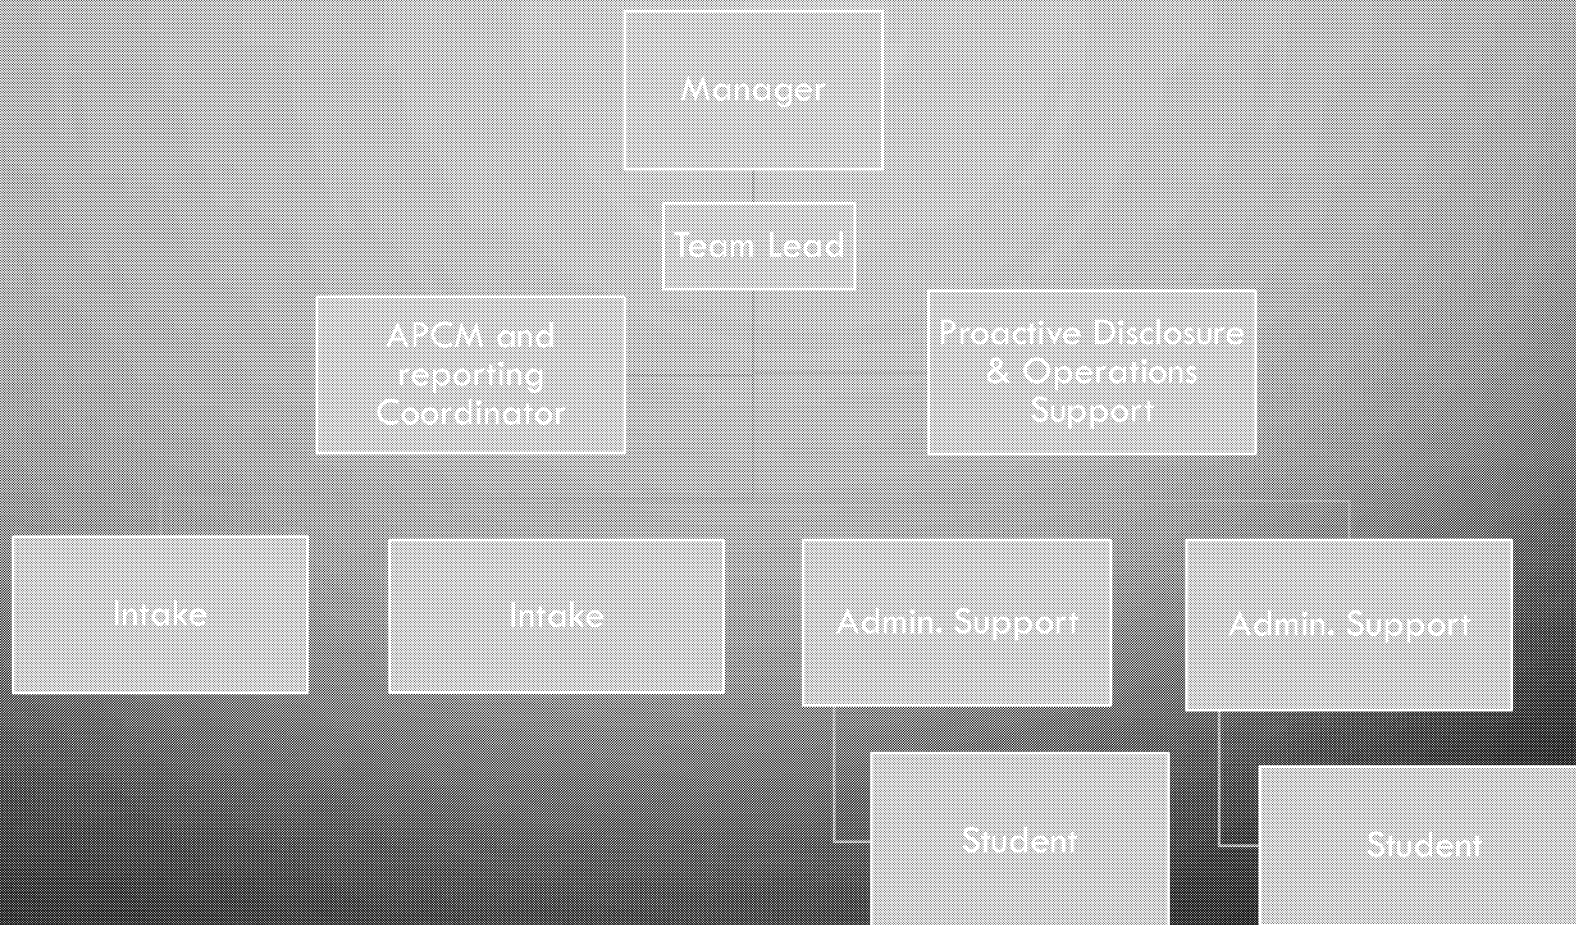 Manager
Team Lead
APCM and
reporting
Coordinator
Proactive Disclosure
& Operations
Support
Intake
Intake
Admin. Support
Admin. Support
Student
Student